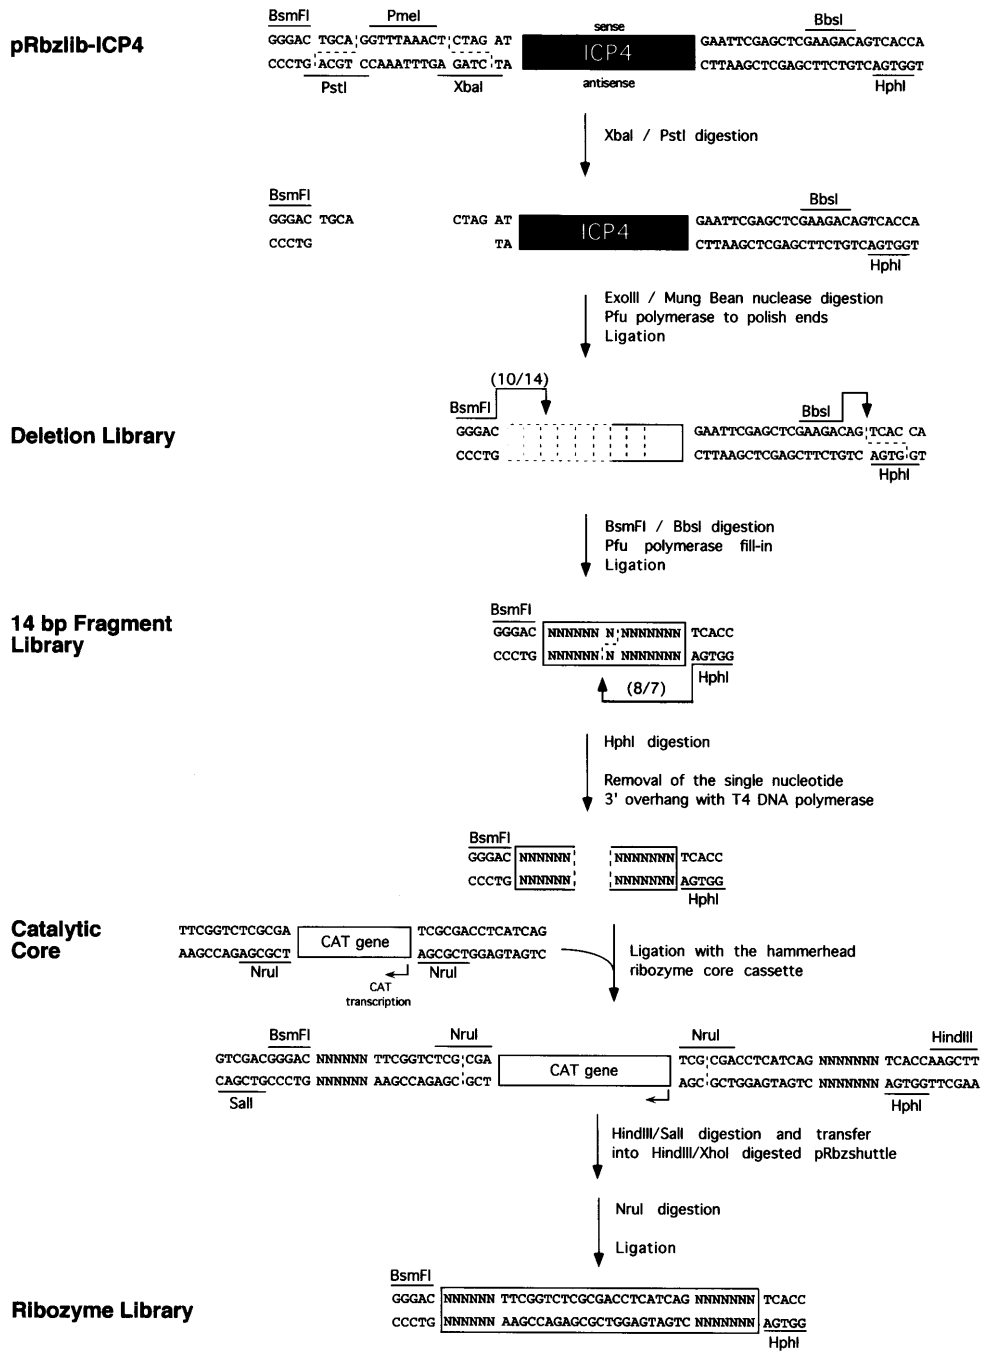 BsmFI PmeI BbsI
pRbzlib-ICP4
sense
GGGAC TGCA GGTTTAAACT CTAG AT ICP4 GAATTCGAGCTCGAAGACAGTCACCA
CCCTG ACGT CCAAATTTGA GATC TA CTTAAGCTCGAGCTTCTGTCAGTGGT
antisense
PstI XbaI HphI
XbaI / PstI digestion
BsmFI BbsI
GGGAC TGCA CTAG AT ICP4 GAATTCGAGCTCGAAGACAGTCACCA
CCCTG TA CTTAAGCTCGAGCTTCTGTCAGTGGT
HphI
ExoIII / Mung Bean nuclease digestion
Pfu polymerase to polish ends
Ligation
(10/14)
BsmFI BbsI
Deletion Library
GGGAC GAATTCGAGCTCGAAGACAG TCAC CA
CCCTG CTTAAGCTCGAGCTTCTGTC AGTG GT
HphI
BsmFI / BbsI digestion
Pfu polymerase fill-in
Ligation
14 bp Fragment
Library
BsmFI
GGGAC NNNNNN N NNNNNNN TCACC
CCCTG NNNNNN N NNNNNNN AGTGG
(8/7) HphI
HphI digestion
Removal of the single nucleotide
3' overhang with T4 DNA polymerase
BsmFI
GGGAC NNNNNN NNNNNNN TCACC
CCCTG NNNNNN NNNNNNN AGTGG
HphI
Catalytic
Core
TTCGGTCTCGCGA CAT gene TCGCGACCTCATCAG
AAGCCAGAGCGCT AGCGCTGGAGTAGTC
NruI NruI
CAT
transcription
Ligation with the hammerhead
ribozyme core cassette
BsmFI NruI NruI HindIII
GTCGACGGGAC NNNNNN TTCGGTCTCG CGA CAT gene TCG CGACCTCATCAG NNNNNNN TCACCAAGCTT
CAGCTGCCCTG NNNNNN AAGCCAGAGC GCT AGC GCTGGAGTAGTC NNNNNNN AGTGGTTCGAA
SalI HphI
HindIII/SalI digestion and transfer
into HindIII/XhoI digested pRbzshuttle
NruI digestion
Ligation
BsmFI
Ribozyme Library
GGGAC NNNNNN TTCGGTCTCGCGACCTCATCAG NNNNNNN TCACC
CCCTG NNNNNN AAGCCAGAGCGCTGGAGTAGTC NNNNNNN AGTGG
HphI